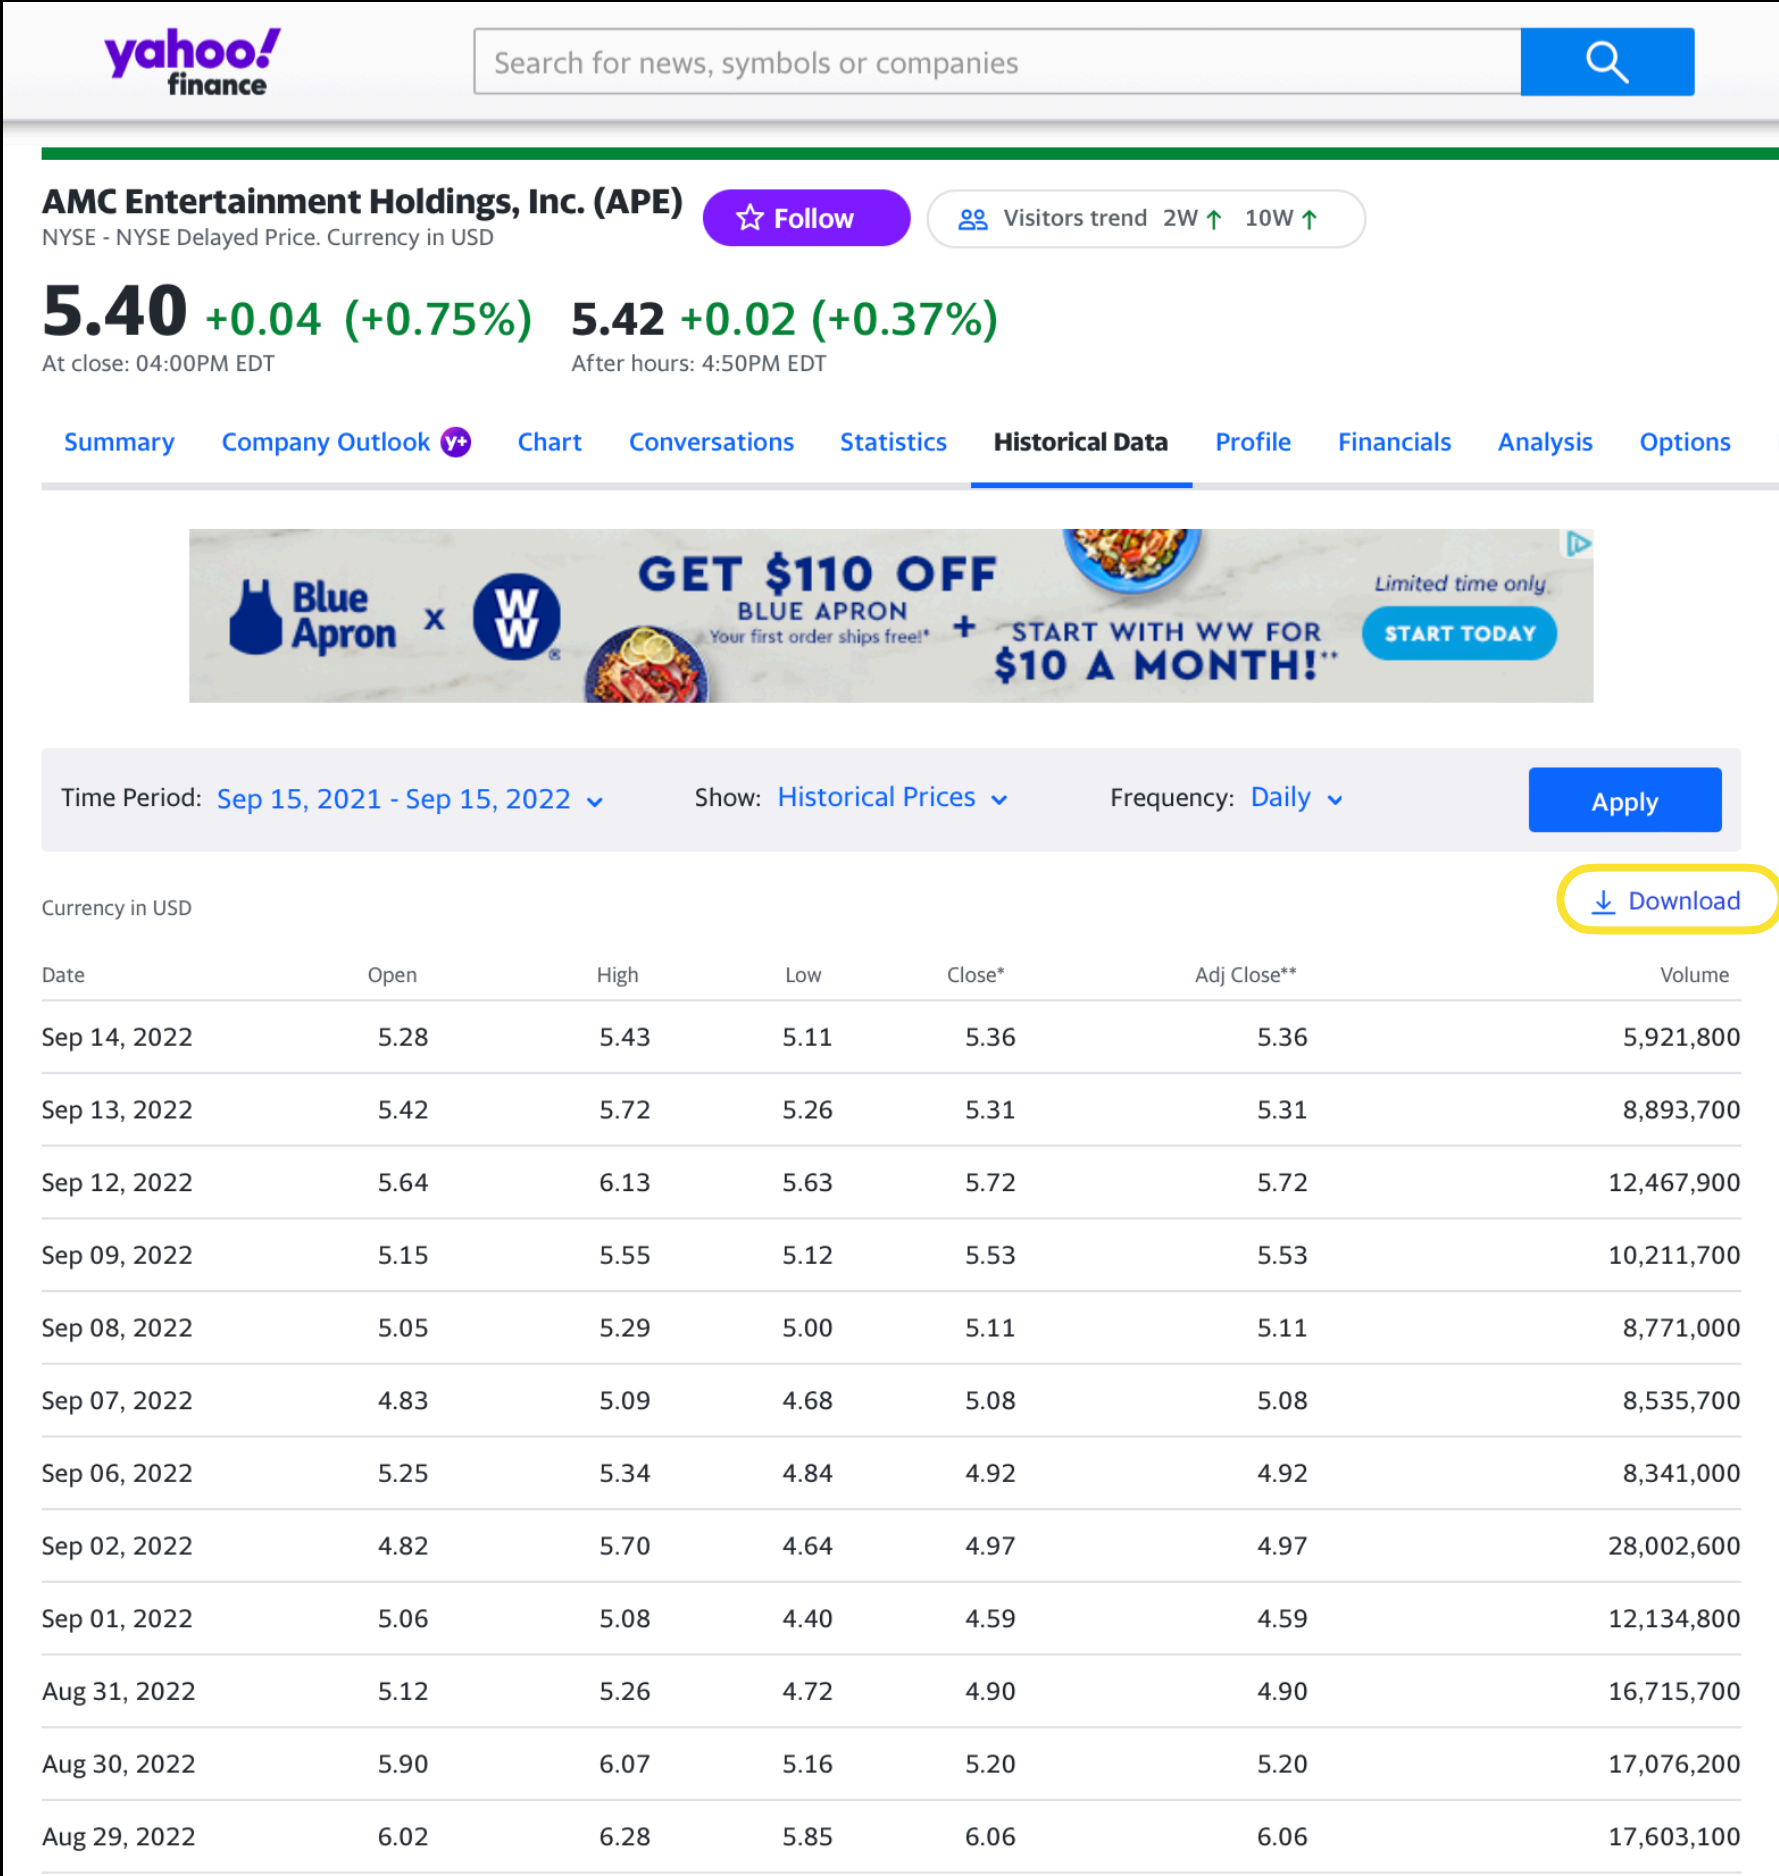 yahoo!
finance
Search for news, symbols or companies
AMC Entertainment Holdings, Inc. (APE)
Follow
Visitors trend 2W↑ 10W↑
NYSE - NYSE Delayed Price. Currency in USD
5.40 +0.04 (+0.75%) 5.42 +0.02 (+0.37%)
At close: 04:00PM EDT After hours: 4:50PM EDT
Summary Company Outlook Y+ Chart Conversations Statistics Historical Data Profile Financials Analysis Options
Blue
Apron
x
W
W
®
GET $110 OFF
BLUE APRON
Your first order ships free!*
+
START WITH WW FOR
$10 A MONTH!**
Limited time only.
START TODAY
Time Period: Sep 15, 2021 - Sep 15, 2022 Show: Historical Prices Frequency: Daily Apply
Currency in USD Download
Date Open High Low Close* Adj Close** Volume
Sep 14, 2022 5.28 5.43 5.11 5.36 5.36 5,921,800
Sep 13, 2022 5.42 5.72 5.26 5.31 5.31 8,893,700
Sep 12, 2022 5.64 6.13 5.63 5.72 5.72 12,467,900
Sep 09, 2022 5.15 5.55 5.12 5.53 5.53 10,211,700
Sep 08, 2022 5.05 5.29 5.00 5.11 5.11 8,771,000
Sep 07, 2022 4.83 5.09 4.68 5.08 5.08 8,535,700
Sep 06, 2022 5.25 5.34 4.84 4.92 4.92 8,341,000
Sep 02, 2022 4.82 5.70 4.64 4.97 4.97 28,002,600
Sep 01, 2022 5.06 5.08 4.40 4.59 4.59 12,134,800
Aug 31, 2022 5.12 5.26 4.72 4.90 4.90 16,715,700
Aug 30, 2022 5.90 6.07 5.16 5.20 5.20 17,076,200
Aug 29, 2022 6.02 6.28 5.85 6.06 6.06 17,603,100